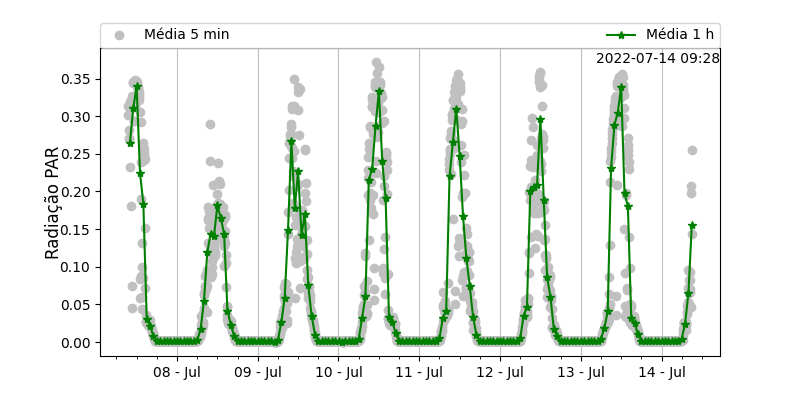 Média 5 min
Média 1 h
2022-07-14 09:28
Radiação PAR
0.35
0.30
0.25
0.20
0.15
0.10
0.05
0.00
08 - Jul
09 - Jul
10 - Jul
11 - Jul
12 - Jul
13 - Jul
14 - Jul